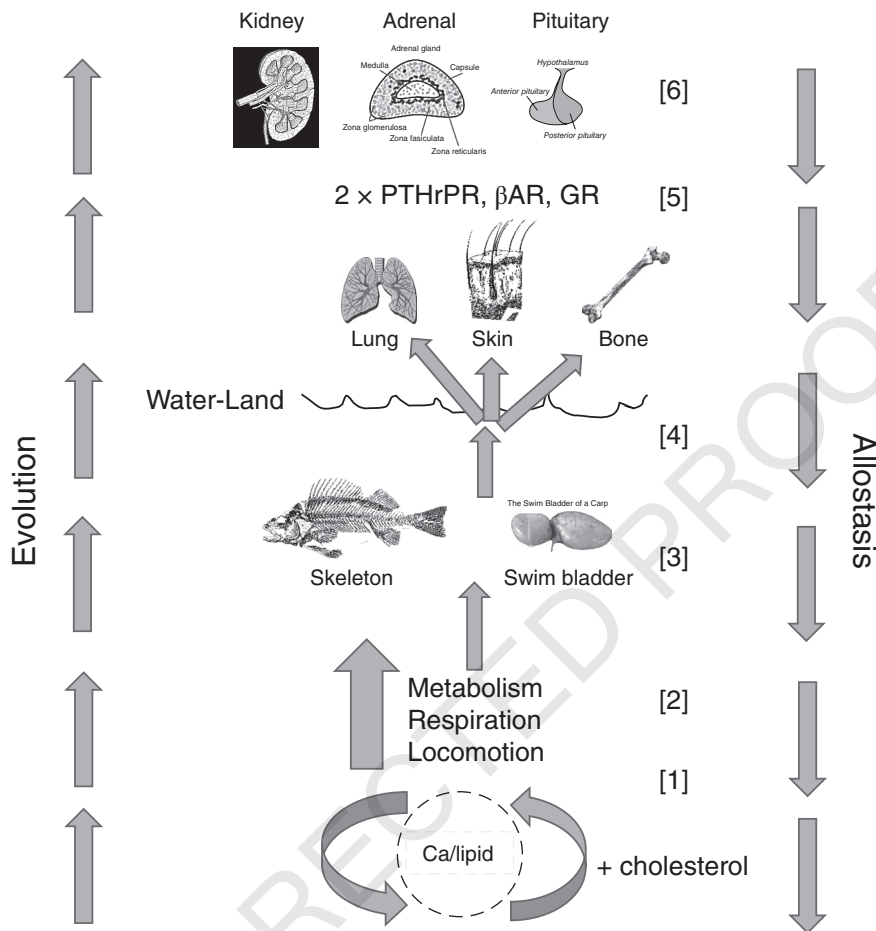 Kidney
Adrenal
Pituitary
Adrenal gland
Medulla
Capsule
Zona glomerulosa
Zona fasiculata
Zona reticularis
Hypothalamus
Anterior pituitary
Posterior pituitary
[6]
2 × PTHrPR, βAR, GR
[5]
Lung
Skin
Bone
Water-Land
[4]
Evolution
Allostasis
The Swim Bladder of a Carp
Skeleton
Swim bladder
[3]
Metabolism
Respiration
Locomotion
[2]
[1]
Ca/lipid
+ cholesterol
RECTED PROOF